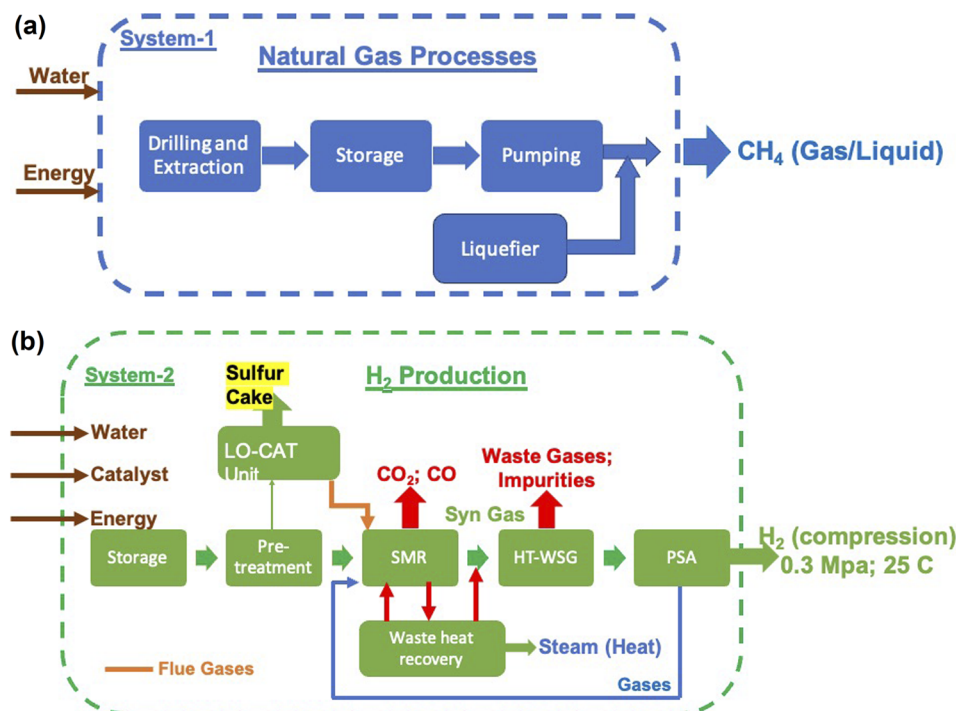 (a)
System-1
Natural Gas Processes
Water
Energy
Drilling and
Extraction
Storage
Pumping
CH₄ (Gas/Liquid)
Liquefier
(b)
System-2
Sulfur
Cake
H₂ Production
Water
Catalyst
Energy
LO-CAT
Unit
CO₂; CO
Waste Gases;
Impurities
Syn Gas
Storage
Pre-
treatment
SMR
HT-WSG
PSA
H₂ (compression)
0.3 Mpa; 25 C
Waste heat
recovery
Steam (Heat)
Flue Gases
Gases